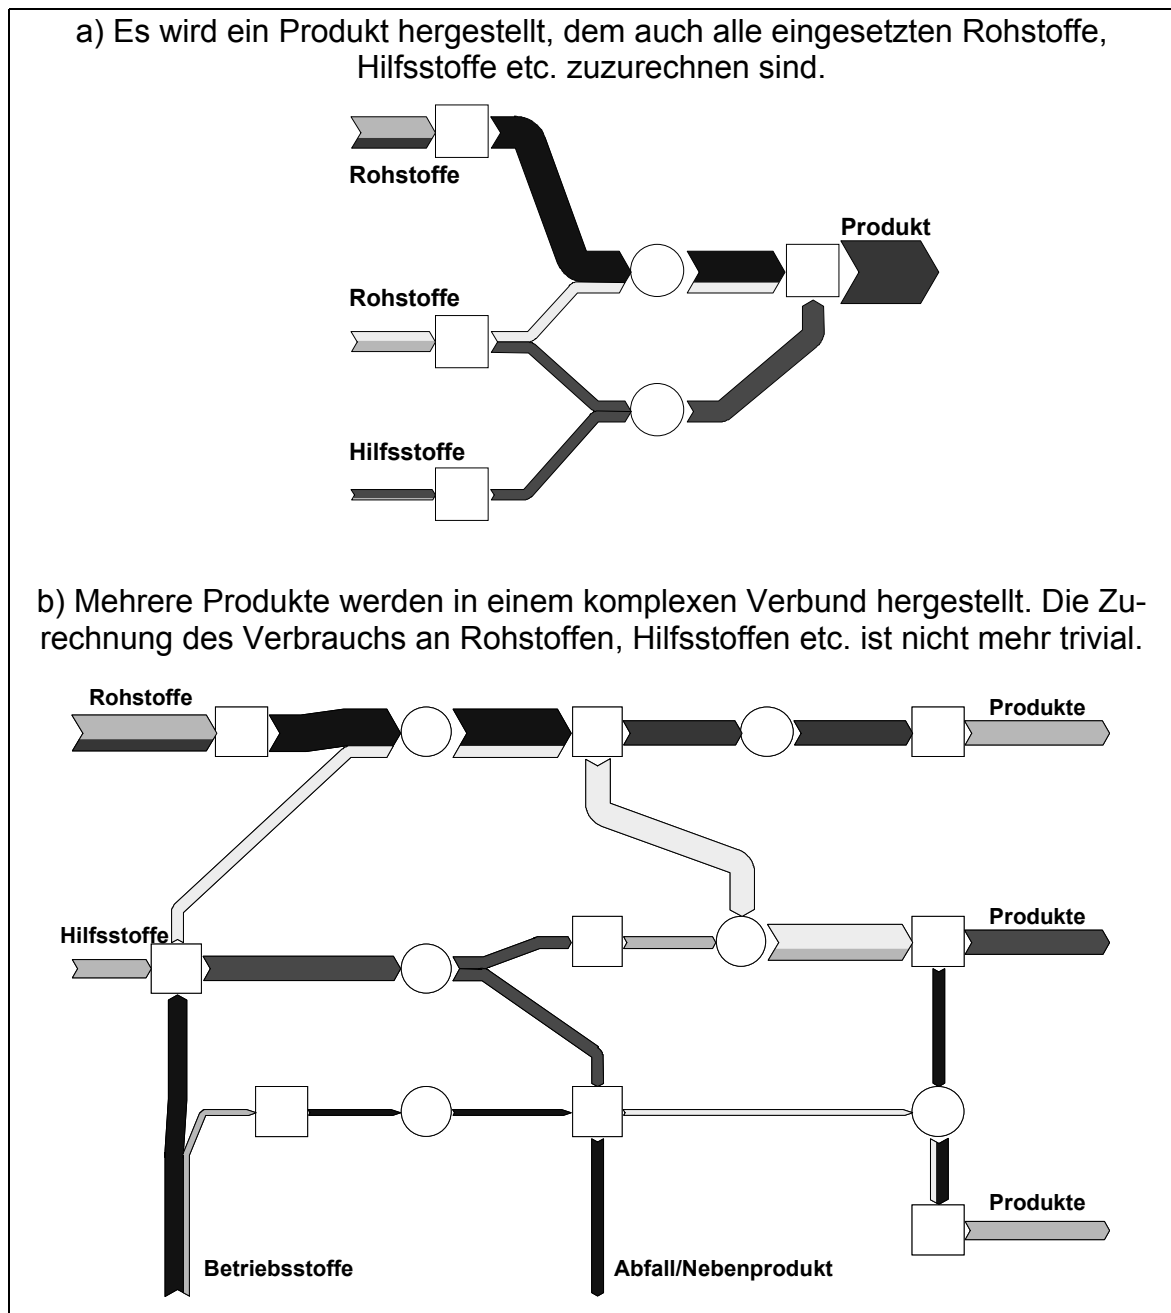 a) Es wird ein Produkt hergestellt, dem auch alle eingesetzten Rohstoffe,
Hilfsstoffe etc. zuzurechnen sind.
Rohstoffe
Produkt
Rohstoffe
Hilfsstoffe
b) Mehrere Produkte werden in einem komplexen Verbund hergestellt. Die Zu-
rechnung des Verbrauchs an Rohstoffen, Hilfsstoffen etc. ist nicht mehr trivial.
Rohstoffe
Produkte
Hilfsstoffe
Produkte
Produkte
Betriebsstoffe
Abfall/Nebenprodukt